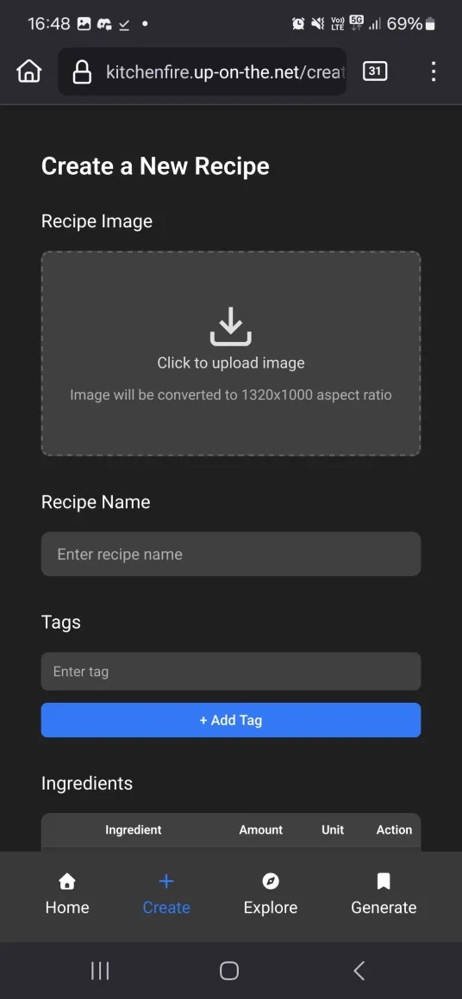 16:48
Vo)) LTE 5G 69%
kitchenfire.up-on-the.net/creat
31
Create a New Recipe
Recipe Image
Click to upload image
Image will be converted to 1320x1000 aspect ratio
Recipe Name
Enter recipe name
Tags
Enter tag
+ Add Tag
Ingredients
Ingredient Amount Unit Action
Home Create Explore Generate